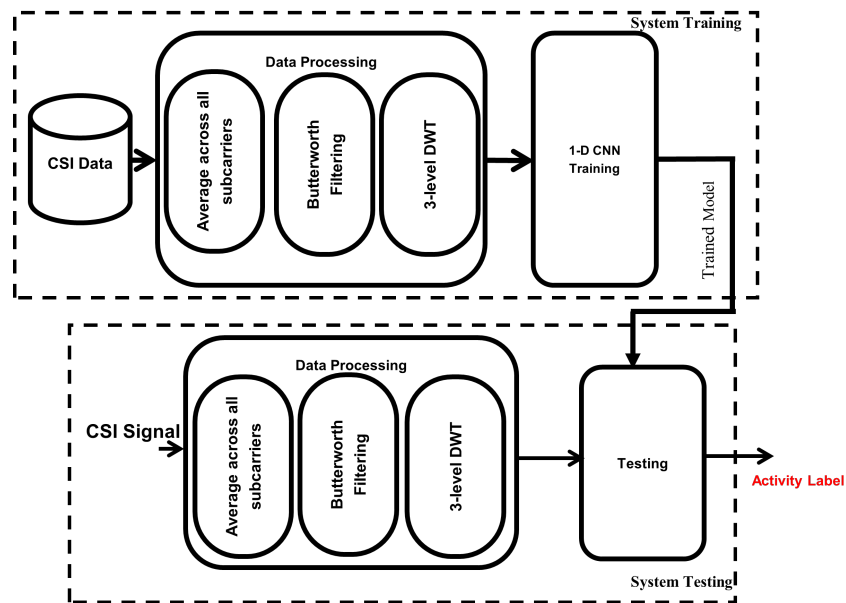 System Training
Data Processing
CSI Data
Average across all
subcarriers
Butterworth
Filtering
3-level DWT
1-D CNN
Training
Trained Model
Data Processing
CSI Signal
Average across all
subcarriers
Butterworth
Filtering
3-level DWT
Testing
Activity Label
System Testing